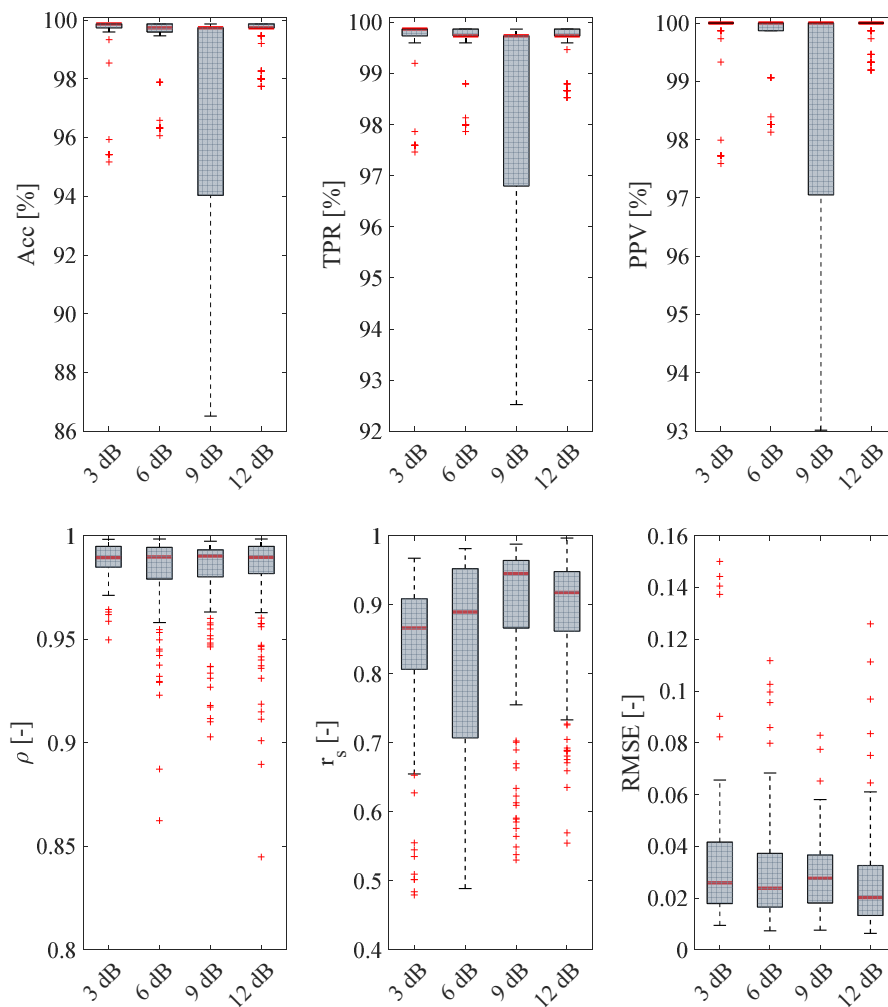 100
98
96
94
92
90
88
86
Acc [%]
3 dB
6 dB
9 dB
12 dB
100
99
98
97
96
95
94
93
92
TPR [%]
3 dB
6 dB
9 dB
12 dB
100
99
98
97
96
95
94
93
PPV [%]
3 dB
6 dB
9 dB
12 dB
1
0.95
0.9
0.85
0.8
ρ [-]
3 dB
6 dB
9 dB
12 dB
1
0.9
0.8
0.7
0.6
0.5
0.4
r_s [-]
3 dB
6 dB
9 dB
12 dB
0.16
0.14
0.12
0.1
0.08
0.06
0.04
0.02
0
RMSE [-]
3 dB
6 dB
9 dB
12 dB